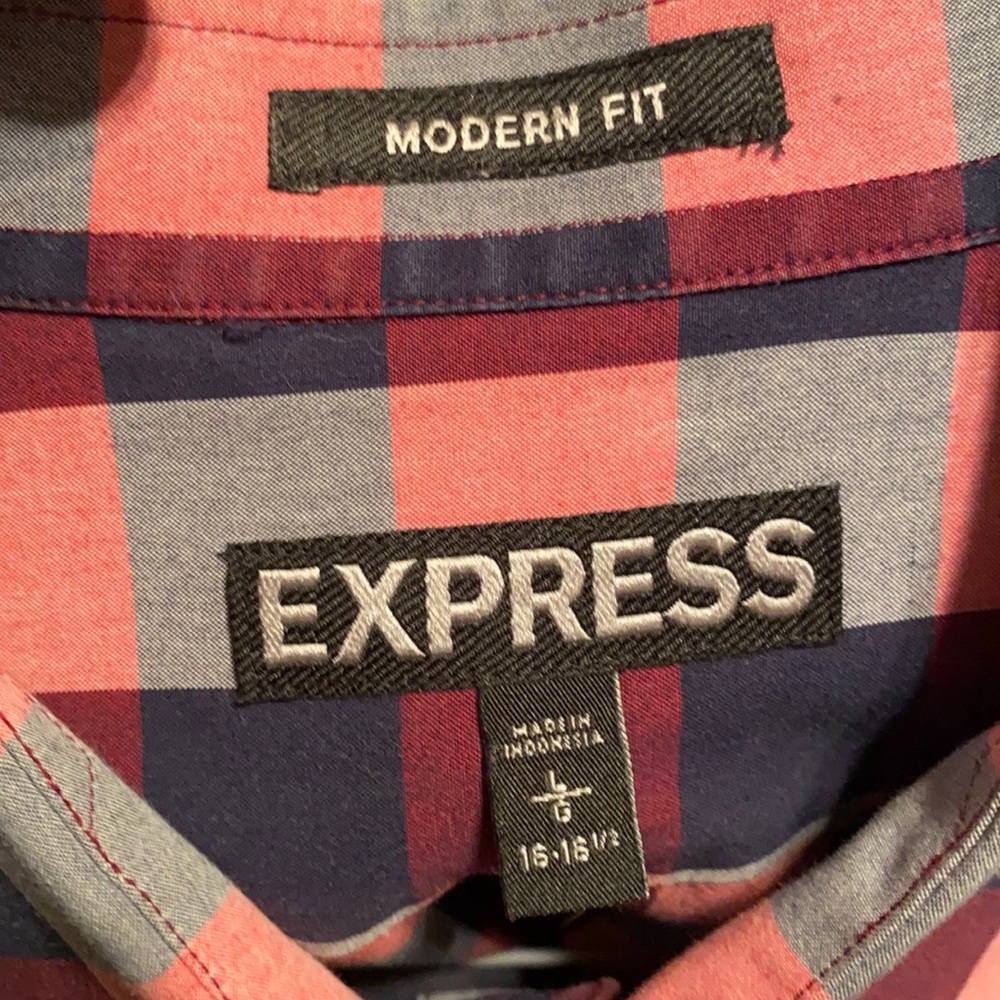 MODERN FIT
EXPRESS
MADE IN
INDONESIA
L
G
16·16 1/2